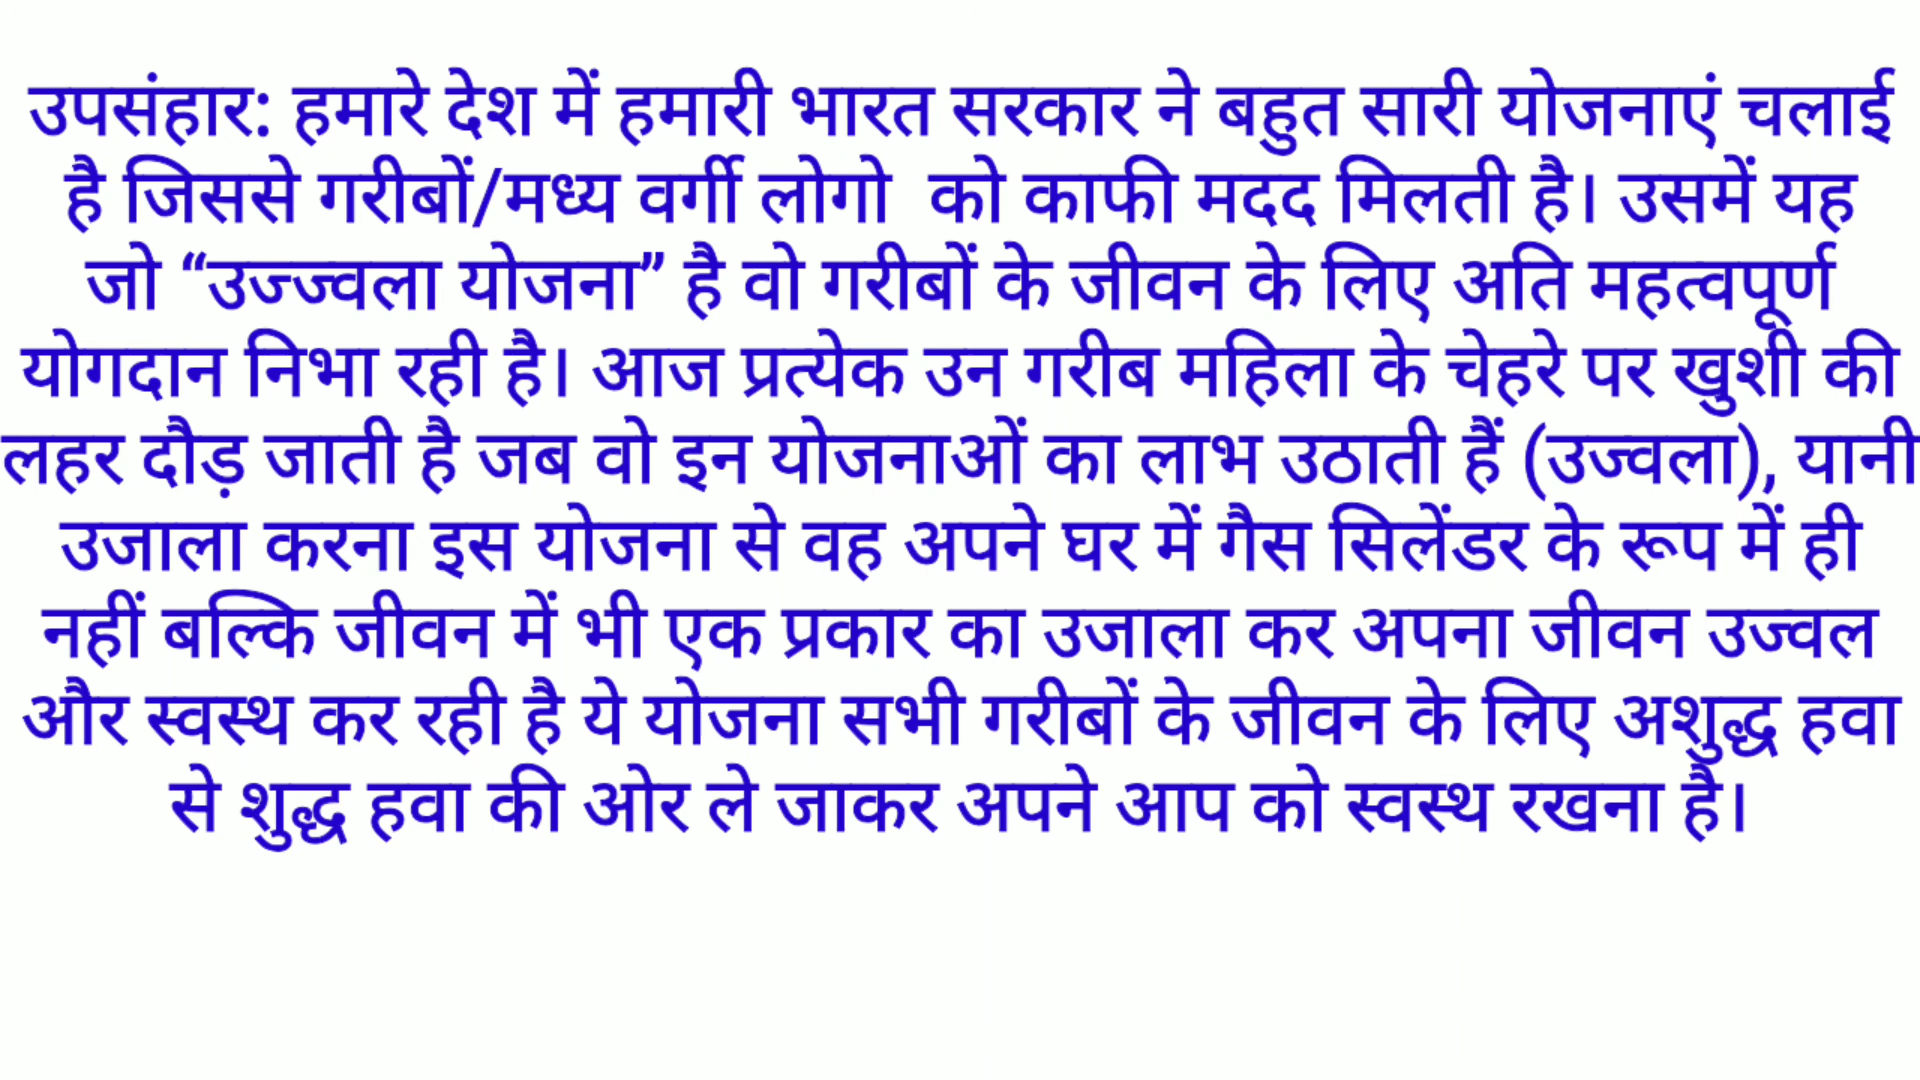 उपसंहार: हमारे देश में हमारी भारत सरकार ने बहुत सारी योजनाएं चलाई
है जिससे गरीबों/मध्य वर्गी लोगो  को काफी मदद मिलती है। उसमें यह
जो “उज्ज्वला योजना” है वो गरीबों के जीवन के लिए अति महत्वपूर्ण
योगदान निभा रही है। आज प्रत्येक उन गरीब महिला के चेहरे पर खुशी की
लहर दौड़ जाती है जब वो इन योजनाओं का लाभ उठाती हैं (उज्वला), यानी
उजाला करना इस योजना से वह अपने घर में गैस सिलेंडर के रूप में ही
नहीं बल्कि जीवन में भी एक प्रकार का उजाला कर अपना जीवन उज्वल
और स्वस्थ कर रही है ये योजना सभी गरीबों के जीवन के लिए अशुद्ध हवा
से शुद्ध हवा की ओर ले जाकर अपने आप को स्वस्थ रखना है।